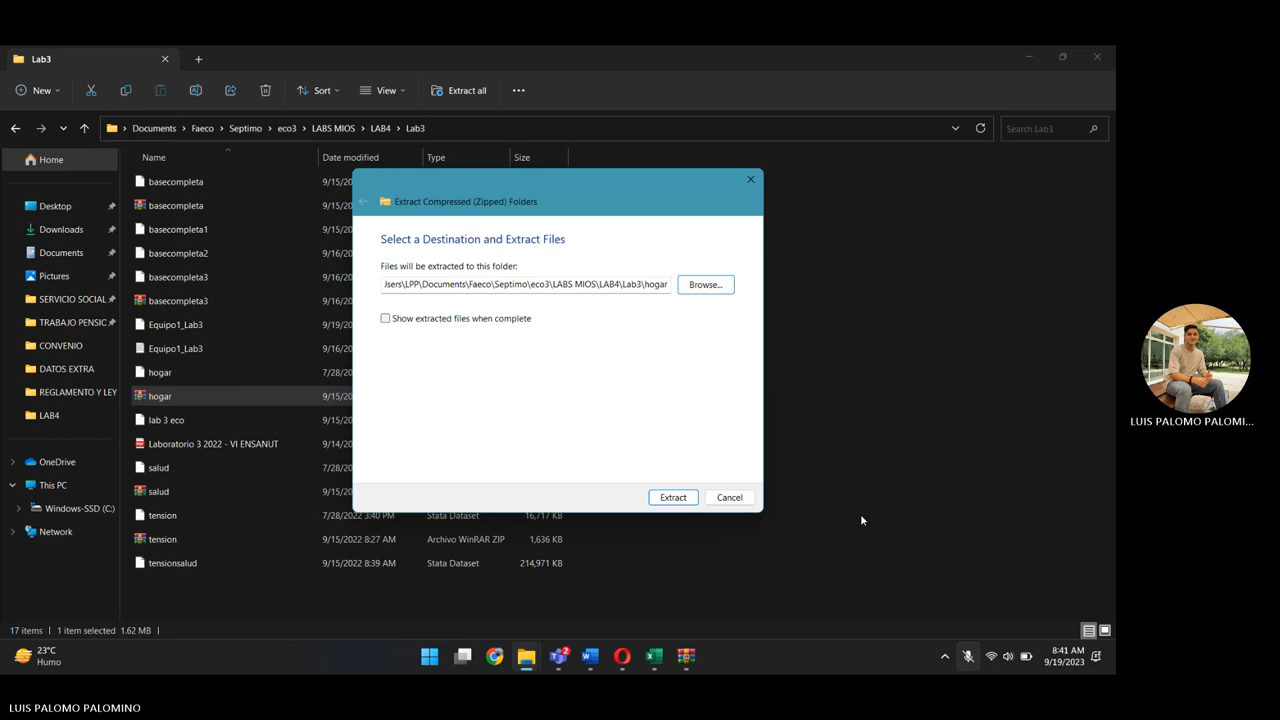 Lab3
New
Sort
View
Extract all
Documents > Faeco > Septimo > eco3 > LABS MIOS > LAB4 > Lab3
Search Lab3
Home
Name
Date modified
Type
Size
Desktop
Downloads
Documents
Pictures
SERVICIO SOCIAL
TRABAJO PENSIC
CONVENIO
DATOS EXTRA
REGLAMENTO Y LEY
LAB4
OneDrive
This PC
Windows-SSD (C:)
Network
basecompleta 9/15/20
basecompleta 9/15/20
basecompleta1 9/15/20
basecompleta2 9/16/20
basecompleta3 9/16/20
basecompleta3 9/16/20
Equipo1_Lab3 9/19/20
Equipo1_Lab3 9/16/20
hogar 7/28/20
hogar 9/15/20
lab 3 eco 9/15/20
Laboratorio 3 2022 - VI ENSANUT 9/14/20
salud 7/28/20
salud 9/15/20
tension 7/28/2022 3:40 PM Stata Dataset 16,717 KB
tension 9/15/2022 8:27 AM Archivo WinRAR ZIP 1,636 KB
tensionsalud 9/15/2022 8:39 AM Stata Dataset 214,971 KB
Extract Compressed (Zipped) Folders
Select a Destination and Extract Files
Files will be extracted to this folder:
Jsers\LPP\Documents\Faeco\Septimo\eco3\LABS MIOS\LAB4\Lab3\hogar
Browse...
Show extracted files when complete
Extract
Cancel
17 items 1 item selected 1.62 MB
23°C
Humo
2
8:41 AM
9/19/2023
LUIS PALOMO PALOMI...
LUIS PALOMO PALOMINO